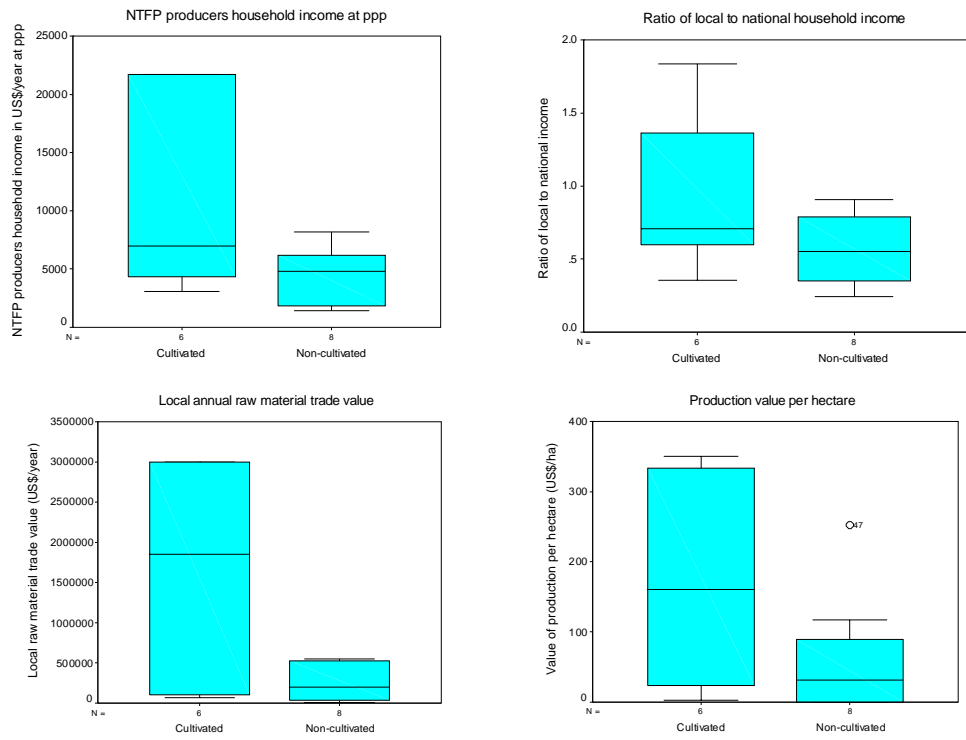 NTFP producers household income at ppp
NTFP producers household income in US$/year at ppp
25000
20000
15000
10000
5000
0
N =
6
8
Cultivated
Non-cultivated
Ratio of local to national household income
Ratio of local to national income
2.0
1.5
1.0
.5
0.0
N =
6
8
Cultivated
Non-cultivated
Local annual raw material trade value
Local raw material trade value (US$/year)
3500000
3000000
2500000
2000000
1500000
1000000
500000
0
N =
6
8
Cultivated
Non-cultivated
Production value per hectare
Value of production per hectare (US$/ha)
400
300
200
100
0
47
N =
6
8
Cultivated
Non-cultivated